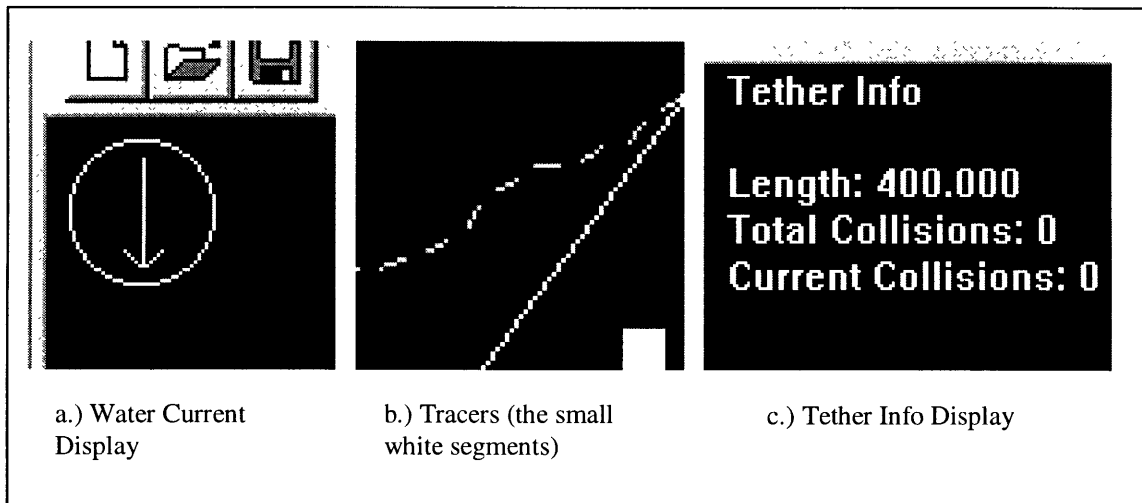 Tether Info
Length: 400.000
Total Collisions: 0
Current Collisions: 0
a.) Water Current
Display
b.) Tracers (the small
white segments)
c.) Tether Info Display